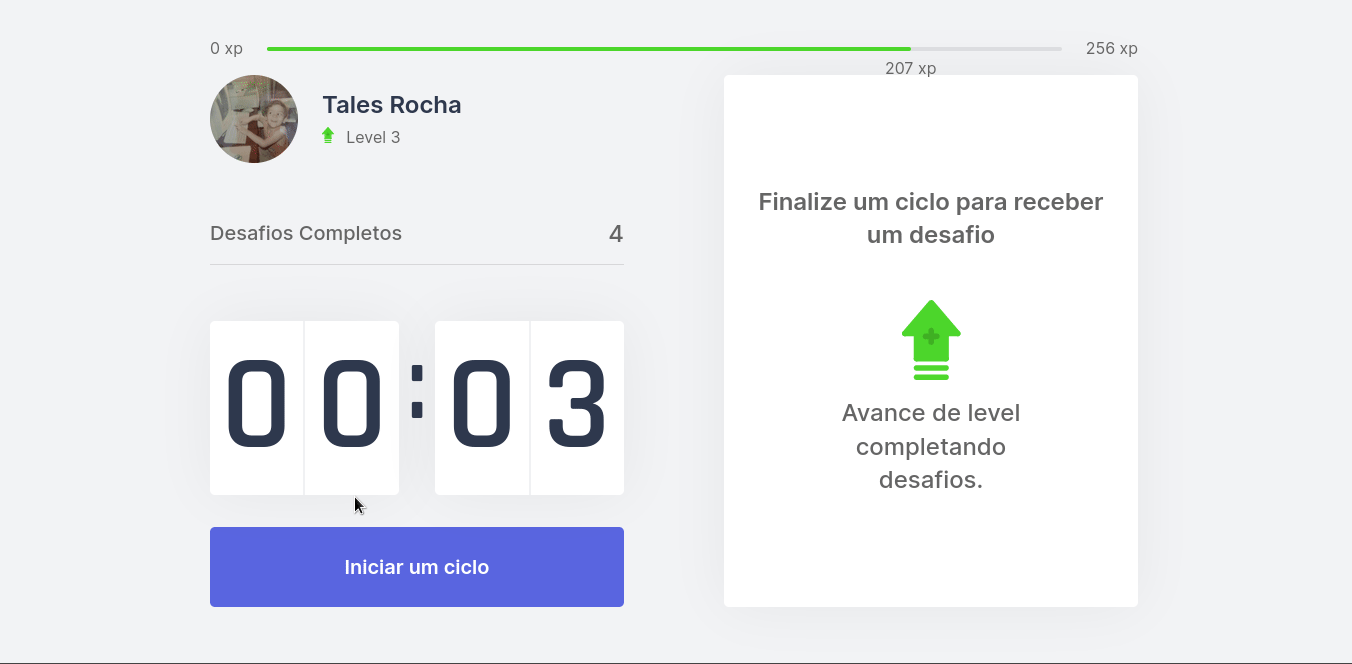 0 xp
256 xp
207 xp
Tales Rocha
Level 3
Desafios Completos
4
00:03
Iniciar um ciclo
Finalize um ciclo para receber
um desafio
Avance de level
completando
desafios.